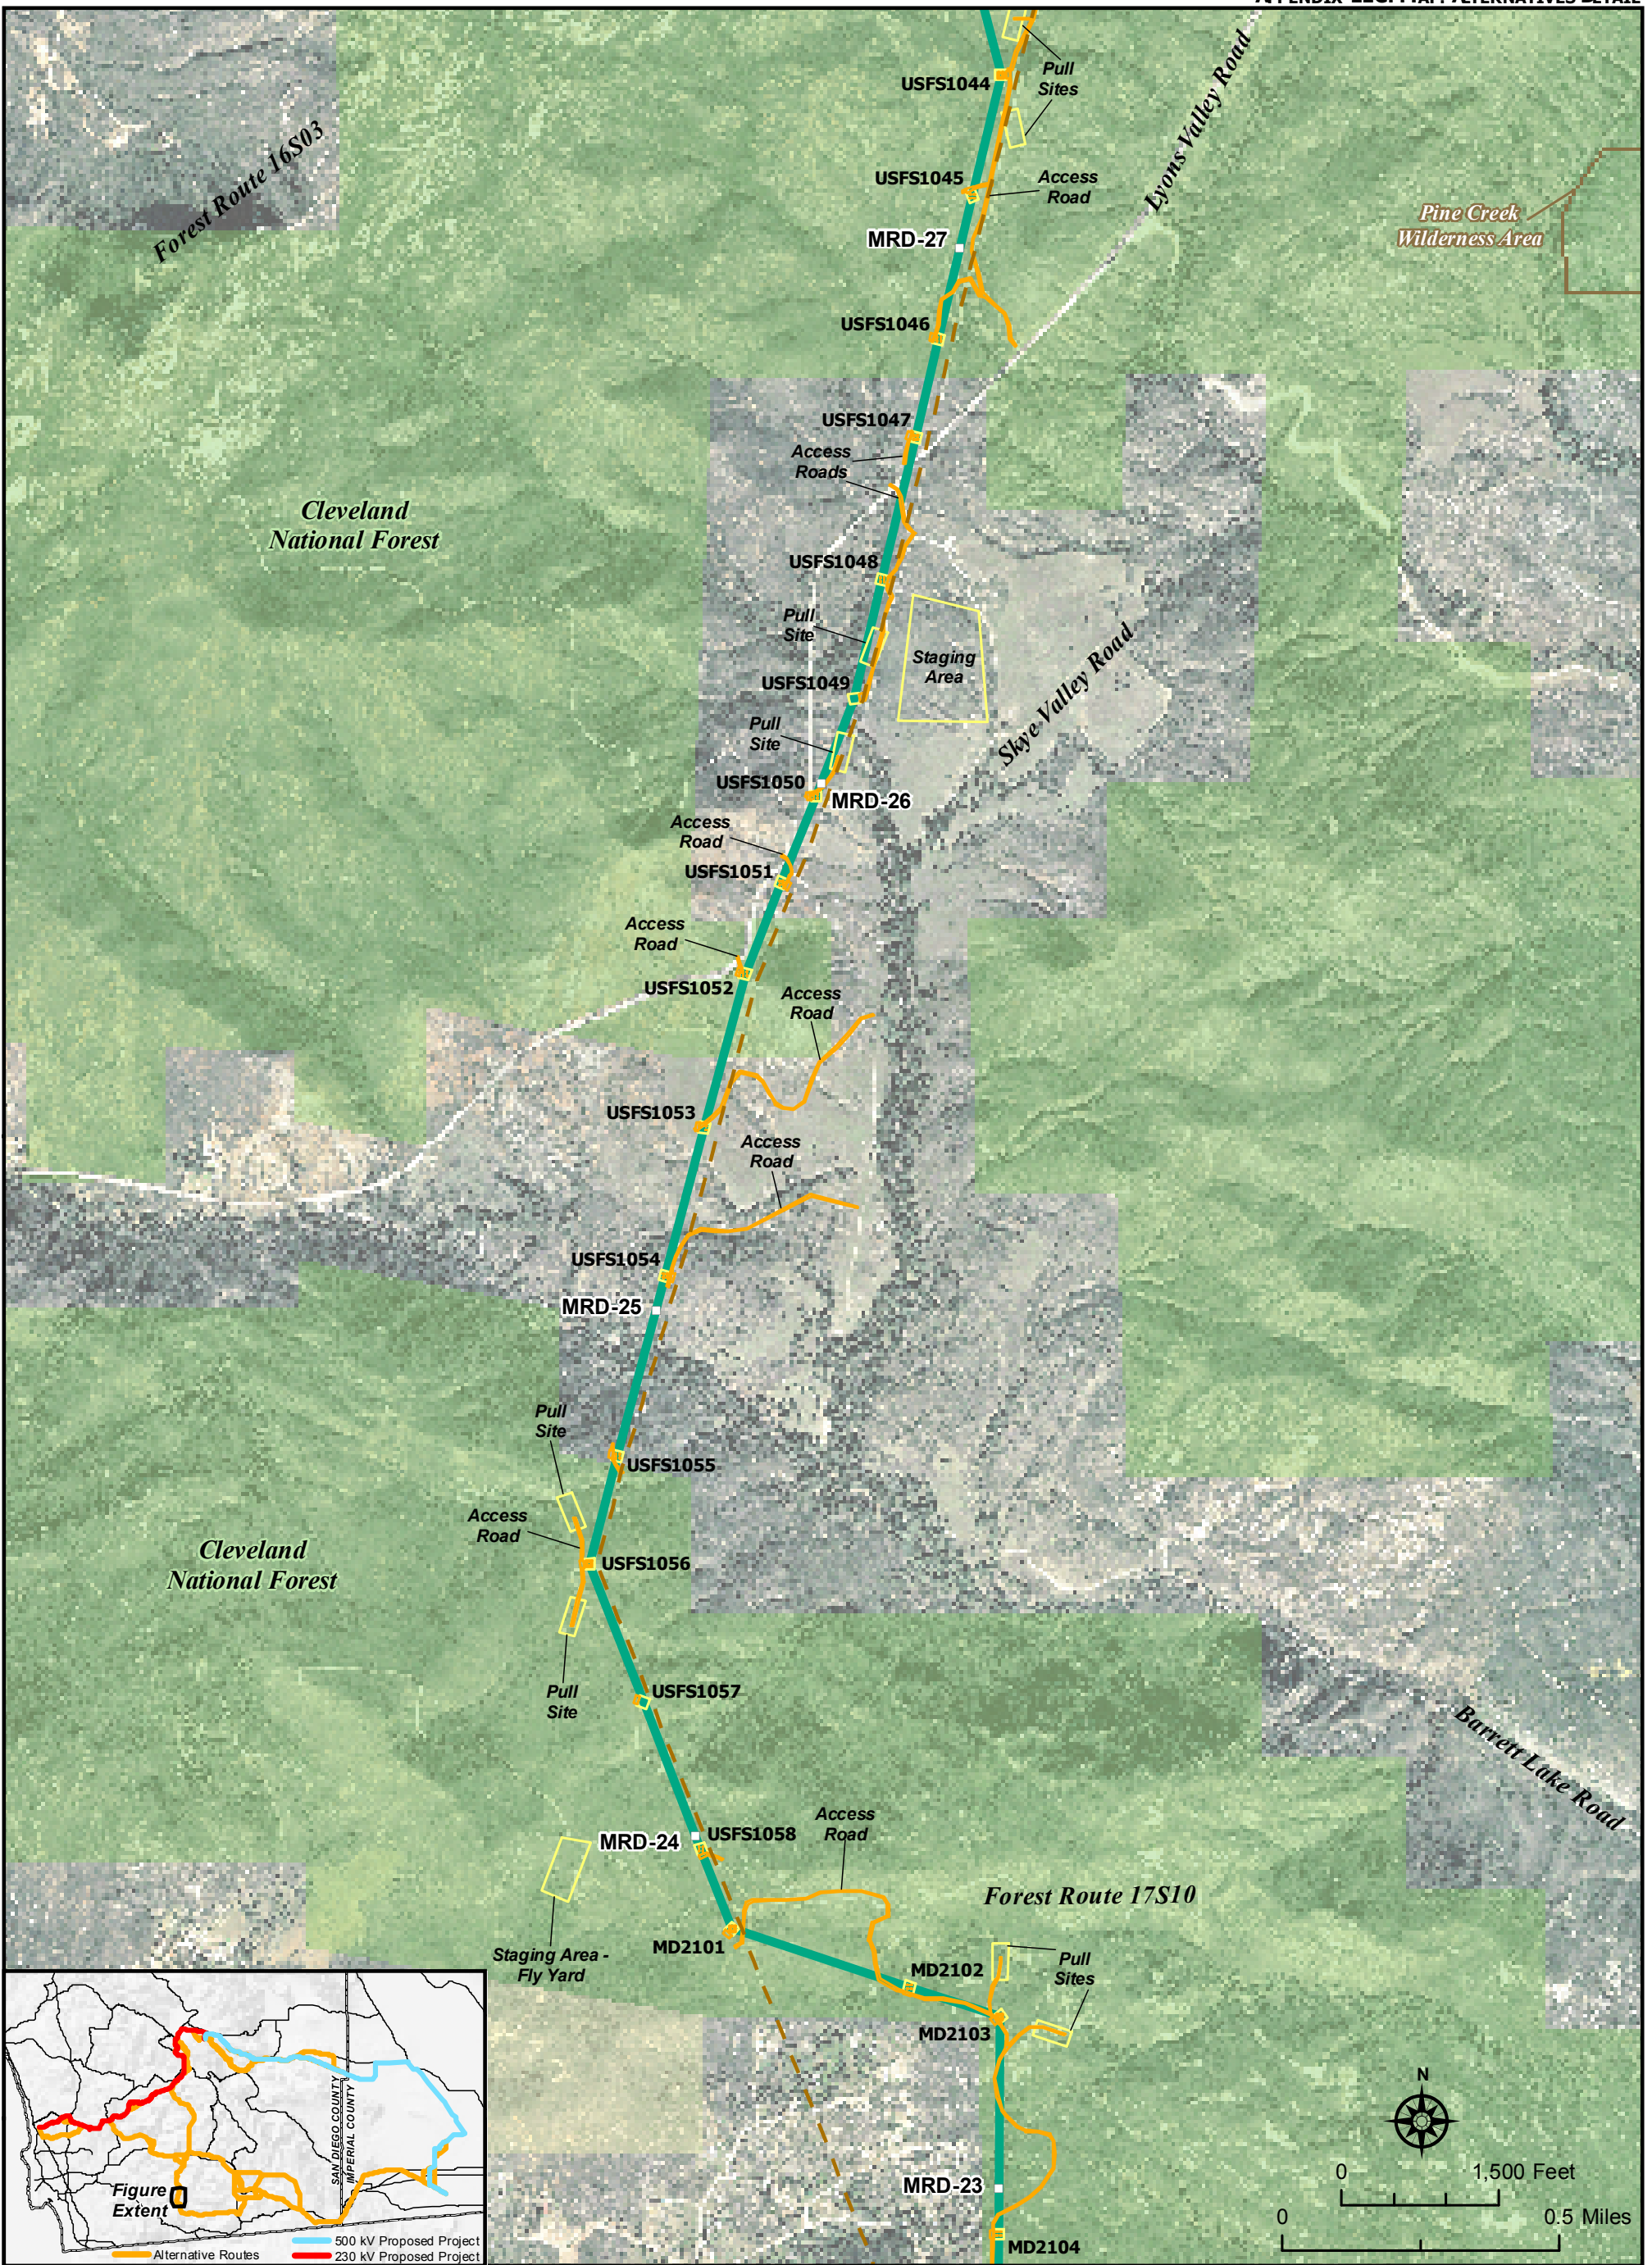 Pull
Sites
USFS1044
Lyons Valley Road
Forest Route 16S03
USFS1045
Access
Road
Pine Creek
Wilderness Area
MRD-27
USFS1046
USFS1047
Access
Roads
Cleveland
National Forest
USFS1048
Pull
Site
Staging
Area
Skye Valley Road
USFS1049
Pull
Site
USFS1050
MRD-26
Access
Road
USFS1051
Access
Road
USFS1052
Access
Road
USFS1053
Access
Road
USFS1054
MRD-25
Pull
Site
USFS1055
Access
Road
Cleveland
National Forest
USFS1056
Pull
Site
USFS1057
Barrett Lake Road
Access
Road
USFS1058
MRD-24
Forest Route 17S10
MD2101
Staging Area -
Fly Yard
MD2102
Pull
Sites
MD2103
MRD-23
MD2104
N
0 1,500 Feet
0 0.5 Miles
SAN DIEGO COUNTY
IMPERIAL COUNTY
Figure
Extent
500 kV Proposed Project
Alternative Routes
230 kV Proposed Project